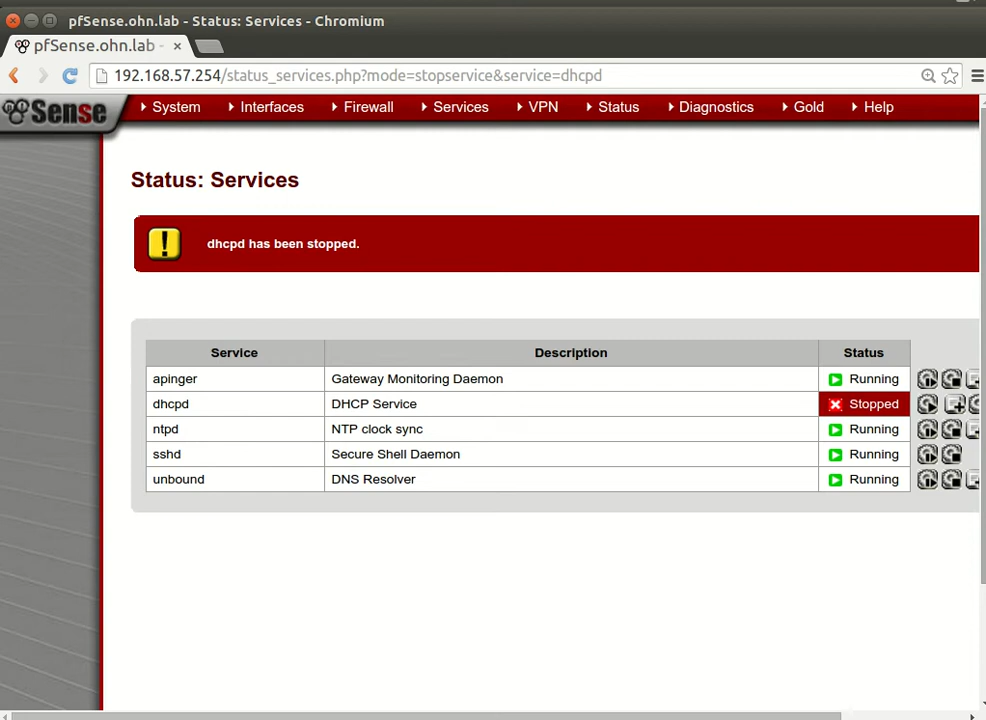 pfSense.ohn.lab - Status: Services - Chromium
pfSense.ohn.lab -
192.168.57.254/status_services.php?mode=stopservice&service=dhcpd
Sense System Interfaces Firewall Services VPN Status Diagnostics Gold Help
Status: Services
dhcpd has been stopped.
Service Description Status
apinger Gateway Monitoring Daemon Running
dhcpd DHCP Service Stopped
ntpd NTP clock sync Running
sshd Secure Shell Daemon Running
unbound DNS Resolver Running